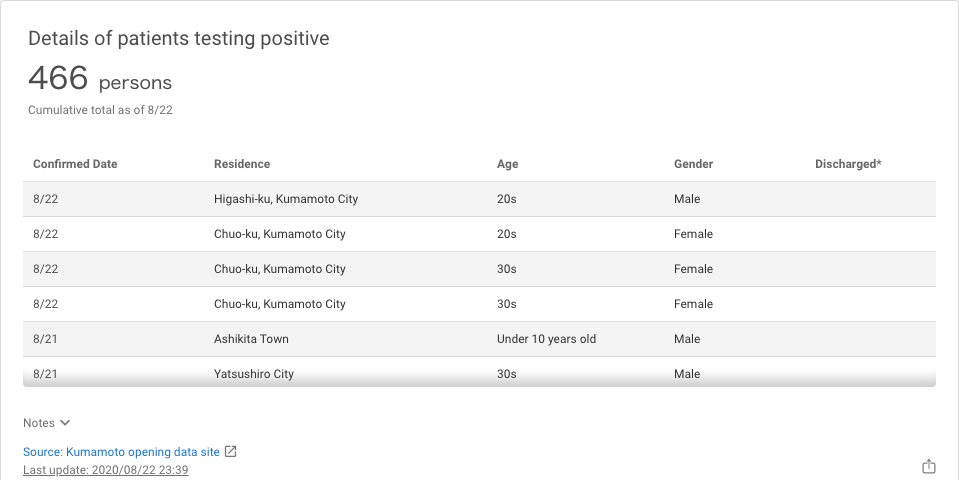 Details of patients testing positive
466 persons
Cumulative total as of 8/22
Confirmed Date Residence Age Gender Discharged*
8/22 Higashi-ku, Kumamoto City 20s Male
8/22 Chuo-ku, Kumamoto City 20s Female
8/22 Chuo-ku, Kumamoto City 30s Female
8/22 Chuo-ku, Kumamoto City 30s Female
8/21 Ashikita Town Under 10 years old Male
8/21 Yatsushiro City 30s Male
Notes
Source: Kumamoto opening data site
Last update: 2020/08/22 23:39